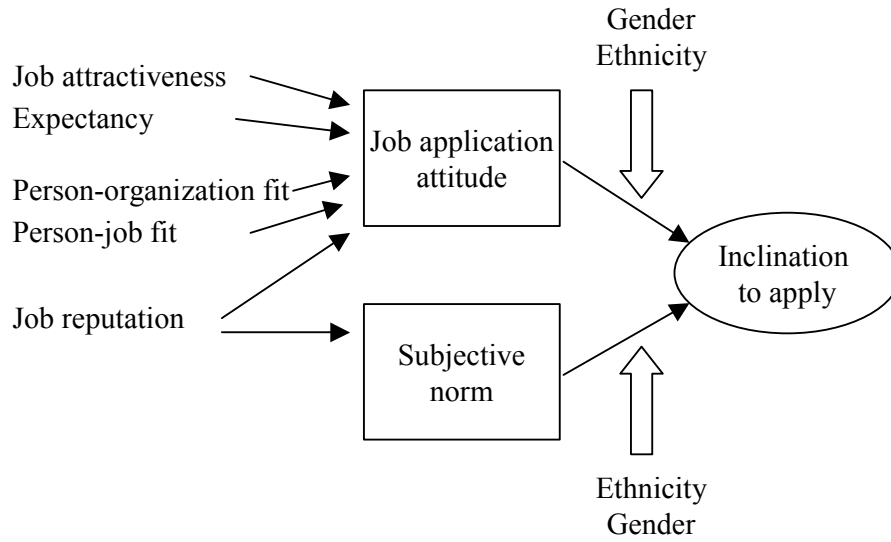 Gender
Ethnicity
Job attractiveness
Expectancy
Person-organization fit
Person-job fit
Job reputation
Job application
attitude
Subjective
norm
Inclination
to apply
Ethnicity
Gender